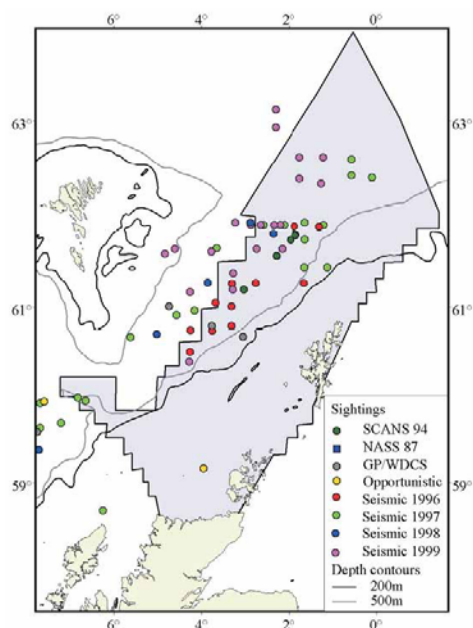 6° 4° 2° 0°
63° 63°
61° 61°
59° 59°
Sightings
SCANS 94
NASS 87
GP/WDCS
Opportunistic
Seismic 1996
Seismic 1997
Seismic 1998
Seismic 1999
Depth contours
200m
500m
6° 4° 2° 0°